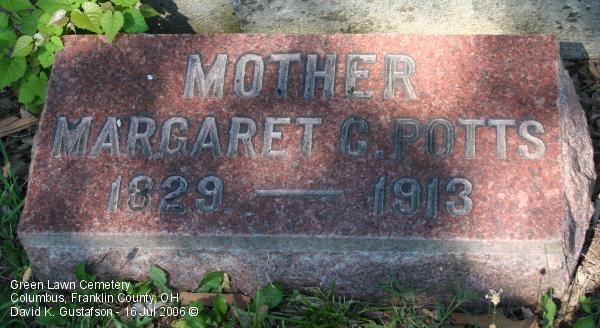 MOTHER
MARGARET C. POTTS
1829 — 1913
Green Lawn Cemetery
Columbus, Franklin County, OH
David K. Gustafson - 16 Jul 2006 ©